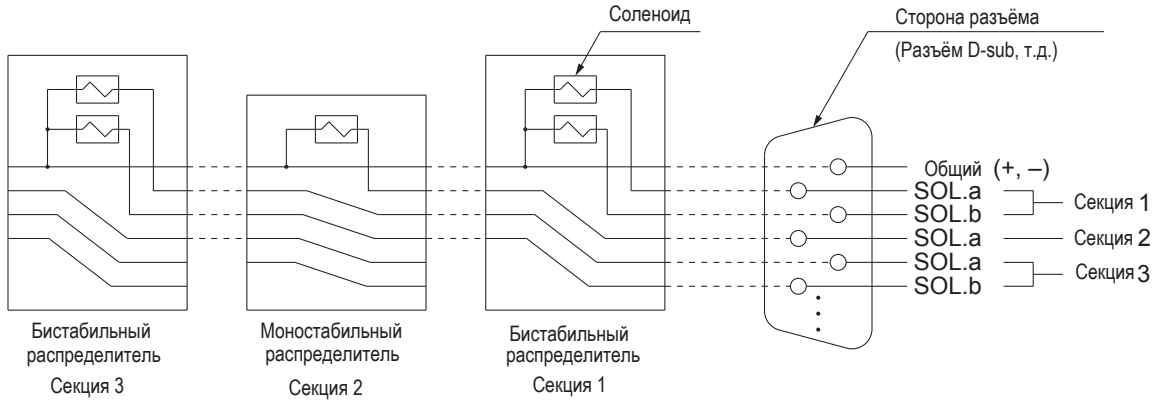 Соленоид
Сторона разъёма
(Разъём D-sub, т.д.)
Общий (+, –)
SOL.a
SOL.b
Секция 1
SOL.a
Секция 2
SOL.a
SOL.b
Секция 3
Бистабильный
распределитель
Секция 3
Моностабильный
распределитель
Секция 2
Бистабильный
распределитель
Секция 1